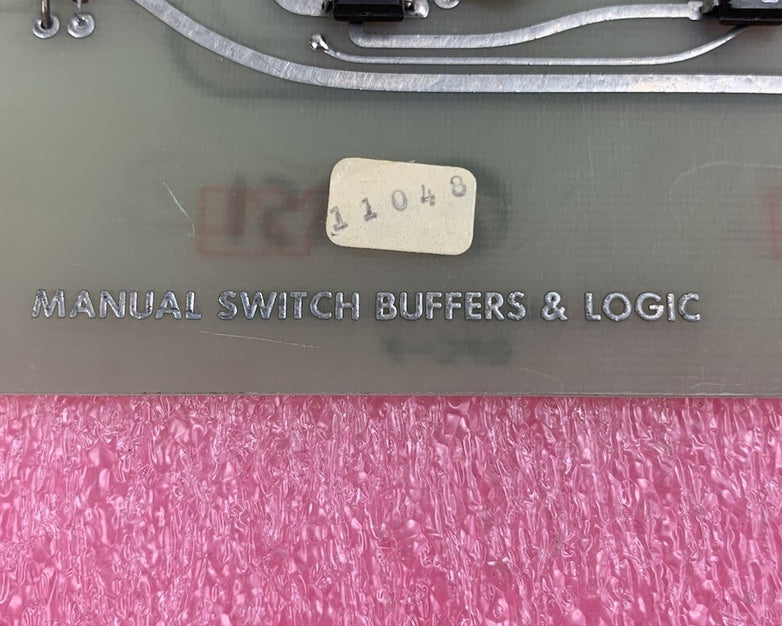 11048
MANUAL SWITCH BUFFERS & LOGIC